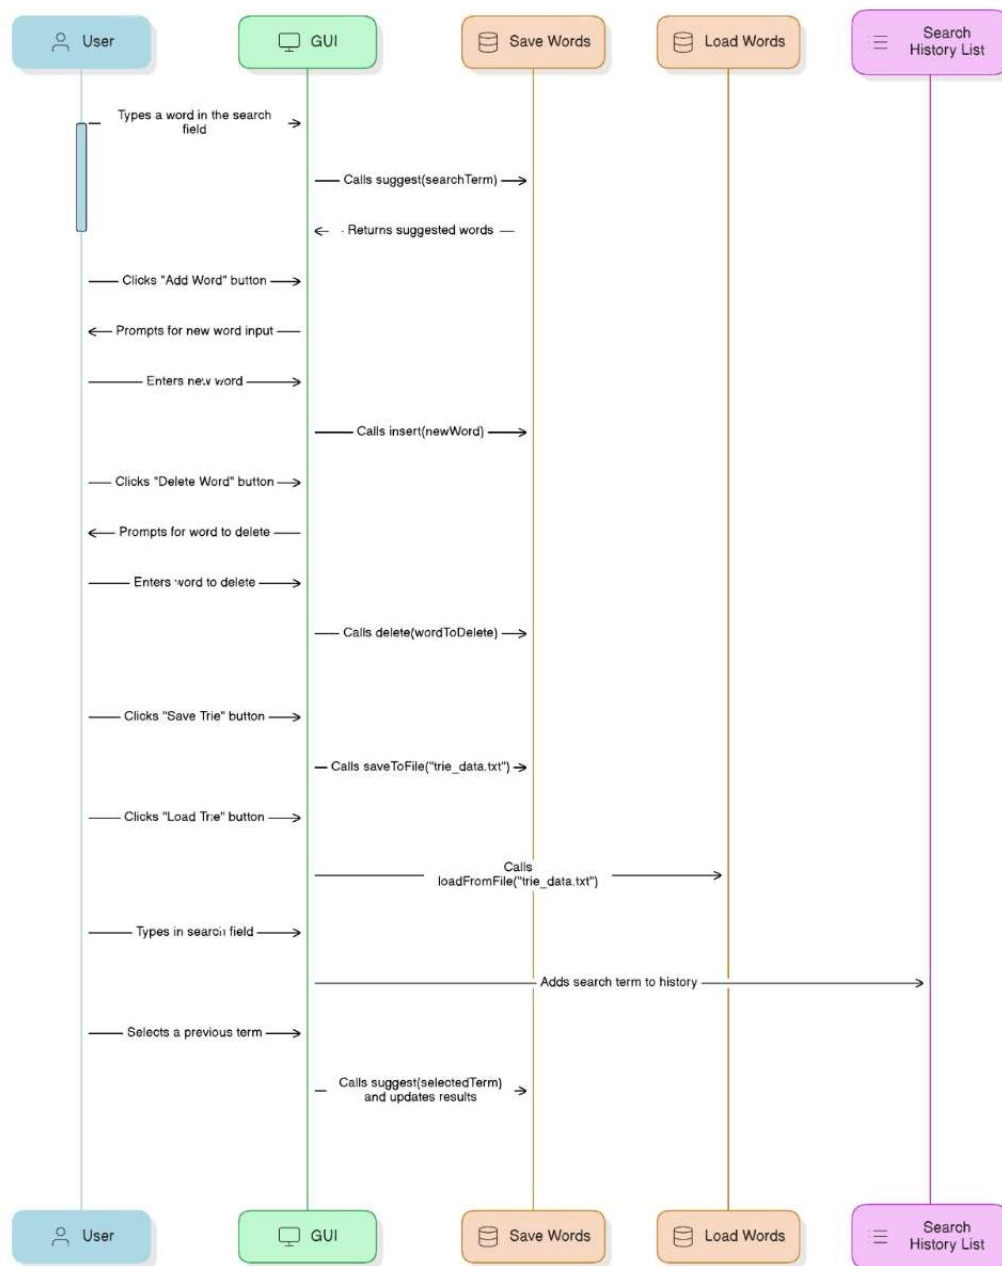 User
GUI
Save Words
Load Words
Search
History List
Types a word in the search
field
Calls suggest(searchTerm)
Returns suggested words
Clicks "Add Word" button
Prompts for new word input
Enters new word
Calls insert(newWord)
Clicks "Delete Word" button
Prompts for word to delete
Enters word to delete
Calls delete(wordToDelete)
Clicks "Save Trie" button
Calls saveToFile("trie_data.txt")
Clicks "Load Trie" button
Calls
loadFromFile("trie_data.txt")
Types in search field
Adds search term to history
Selects a previous term
Calls suggest(selectedTerm)
and updates results
User
GUI
Save Words
Load Words
Search
History List